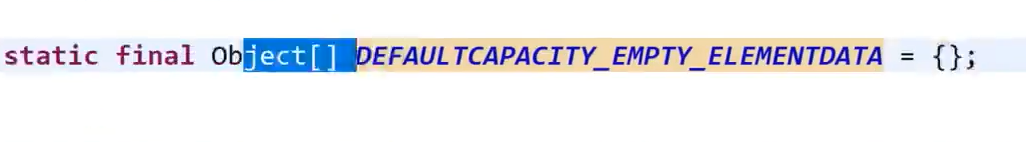 static final Object[] DEFAULTCAPACITY_EMPTY_ELEMENTDATA = {};